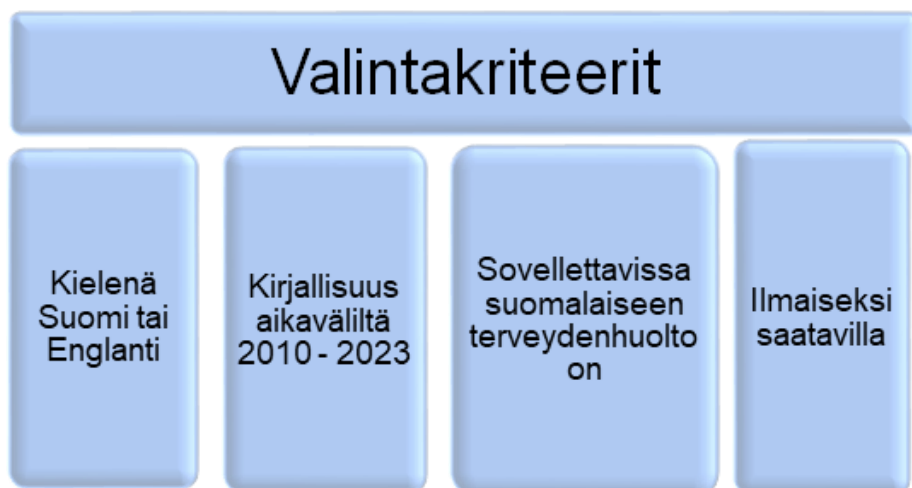 Valintakriteerit
Kielenä
Suomi tai
Englanti
Kirjallisuus
aikaväliltä
2010 - 2023
Sovellettavissa
suomalaiseen
terveydenhuolto
on
Ilmaiseksi
saatavilla